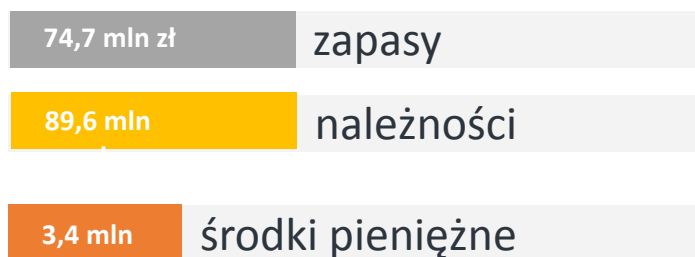 74,7 mln zł zapasy
89,6 mln należności
3,4 mln środki pieniężne